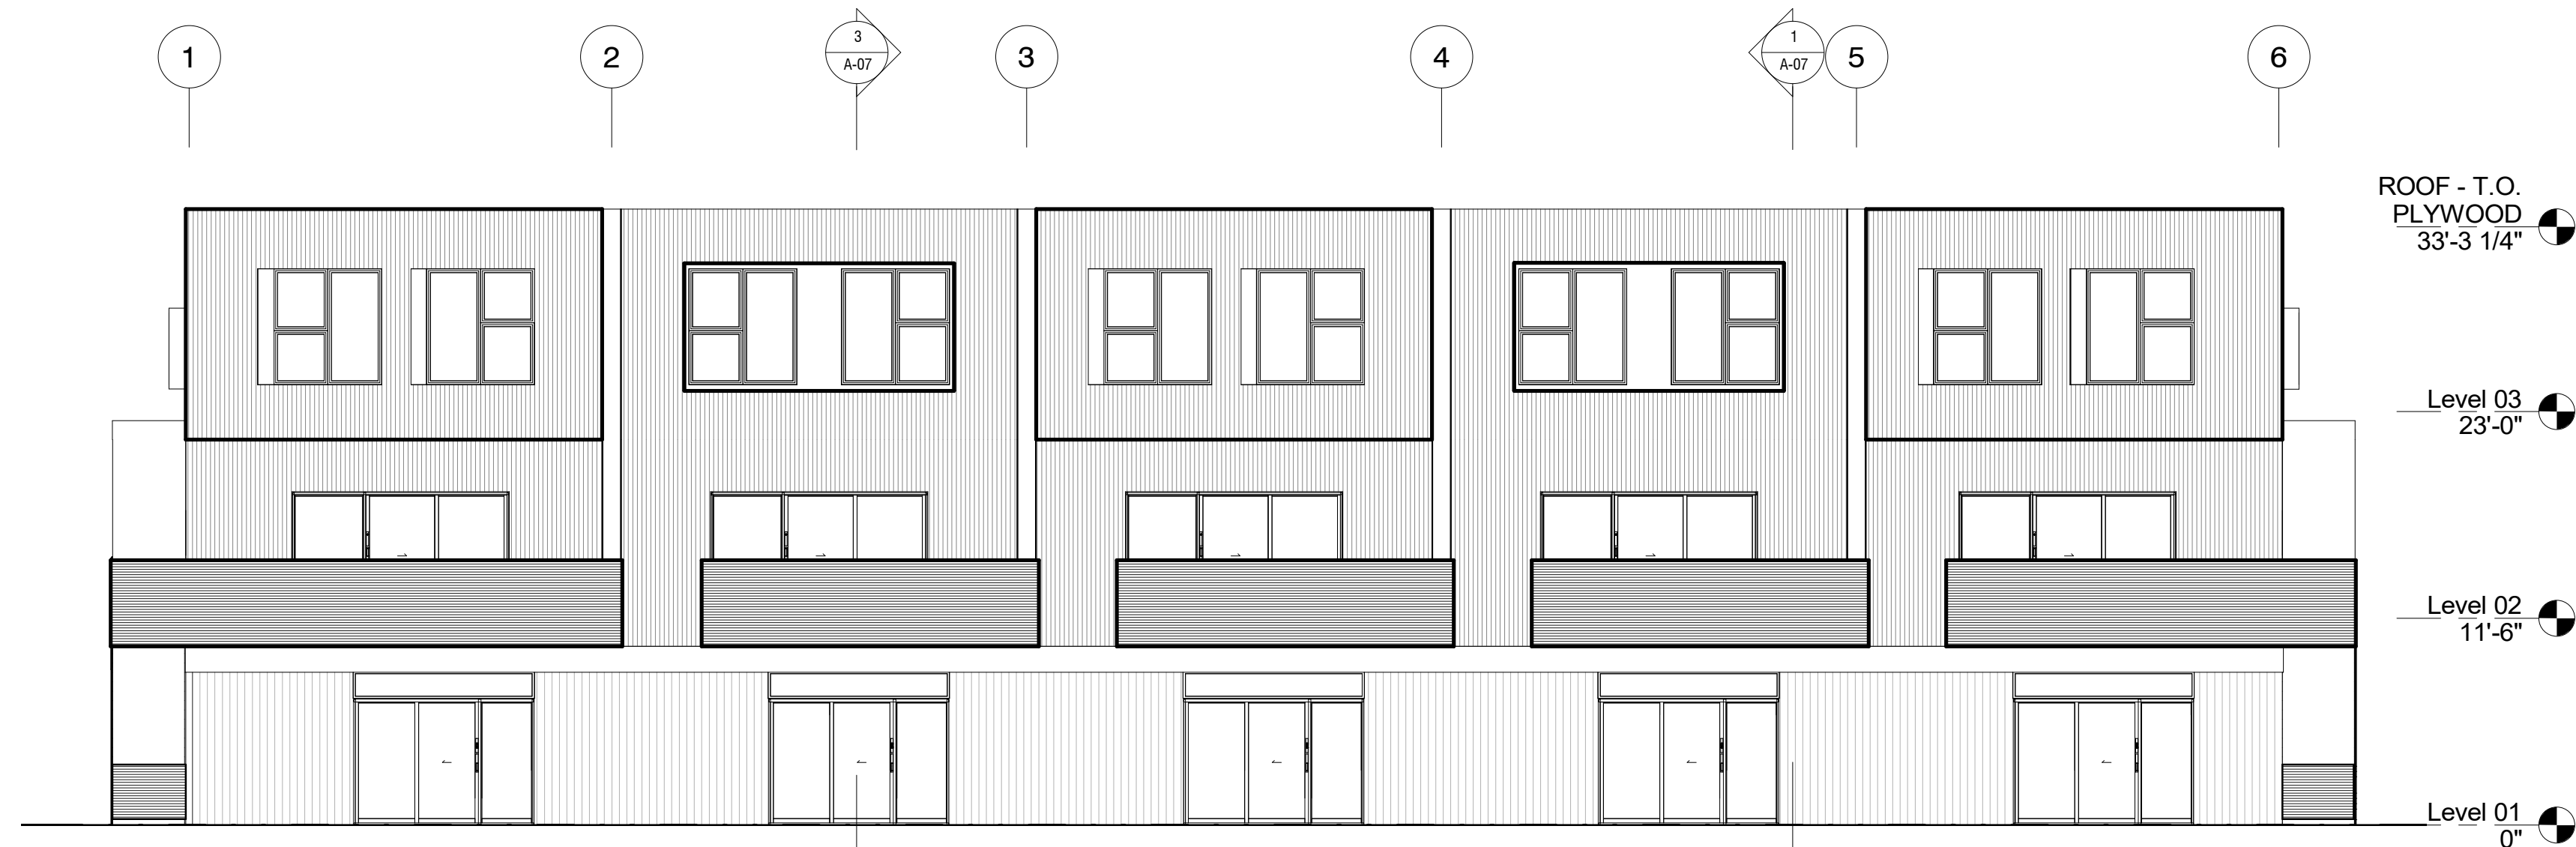 1
2
3
A-07
3
4
1
A-07
5
6
ROOF - T.O.
PLYWOOD
33'-3 1/4"
Level 03
23'-0"
Level 02
11'-6"
Level 01
0"